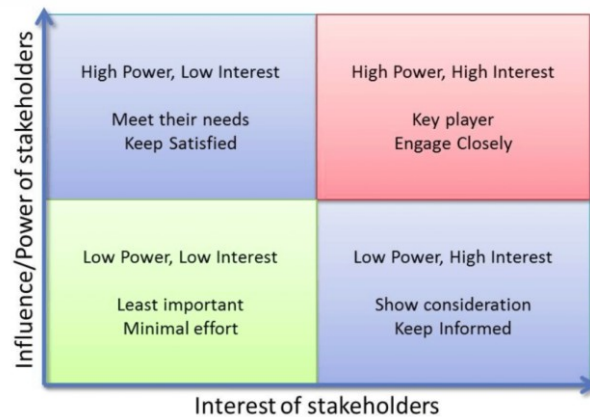 Influence/Power of stakeholders
High Power, Low Interest
Meet their needs
Keep Satisfied
High Power, High Interest
Key player
Engage Closely
Low Power, Low Interest
Least important
Minimal effort
Low Power, High Interest
Show consideration
Keep Informed
Interest of stakeholders